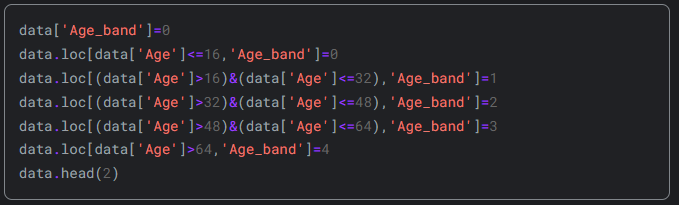 data['Age_band']=0
data.loc[data['Age']<=16,'Age_band']=0
data.loc[(data['Age']>16)&(data['Age']<=32),'Age_band']=1
data.loc[(data['Age']>32)&(data['Age']<=48),'Age_band']=2
data.loc[(data['Age']>48)&(data['Age']<=64),'Age_band']=3
data.loc[data['Age']>64,'Age_band']=4
data.head(2)